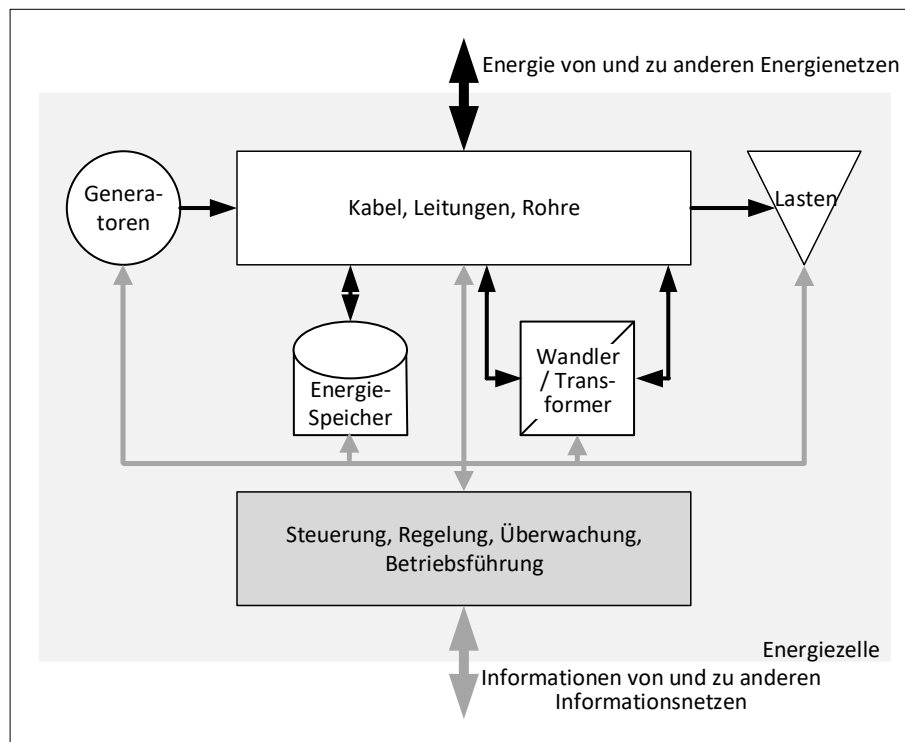 Energie von und zu anderen Energienetzen
Genera-
toren
Kabel, Leitungen, Rohre
Lasten
Energie-
Speicher
Wandler
/ Trans-
former
Steuerung, Regelung, Überwachung,
Betriebsführung
Energiezelle
Informationen von und zu anderen
Informationsnetzen